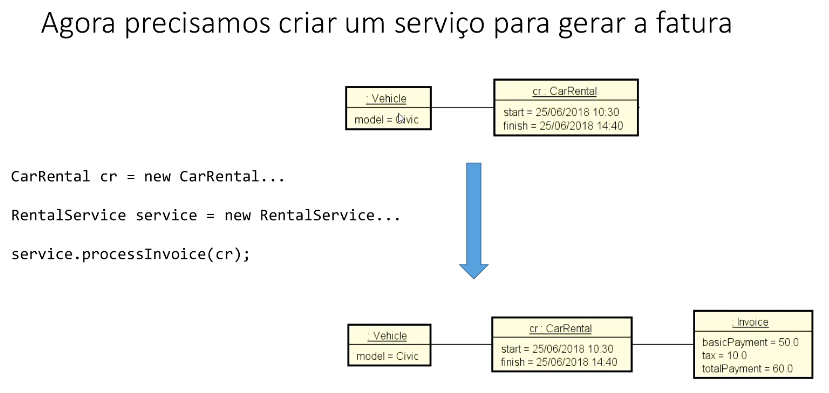 Agora precisamos criar um serviço para gerar a fatura
: Vehicle
model = Civic
cr : CarRental
start = 25/06/2018 10:30
finish = 25/06/2018 14:40
CarRental cr = new CarRental...
RentalService service = new RentalService...
service.processInvoice(cr);
: Vehicle
model = Civic
cr : CarRental
start = 25/06/2018 10:30
finish = 25/06/2018 14:40
: Invoice
basicPayment = 50.0
tax = 10.0
totalPayment = 60.0